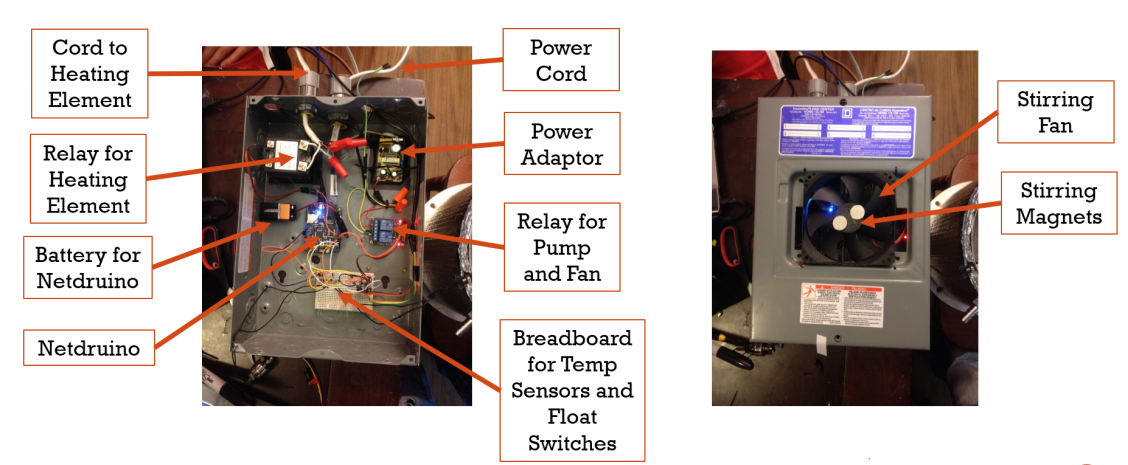 Cord to
Heating
Element
Relay for
Heating
Element
Battery for
Netdruino
Netdruino
Power
Cord
Power
Adaptor
Relay for
Pump
and Fan
Breadboard
for Temp
Sensors and
Float
Switches
Stirring
Fan
Stirring
Magnets